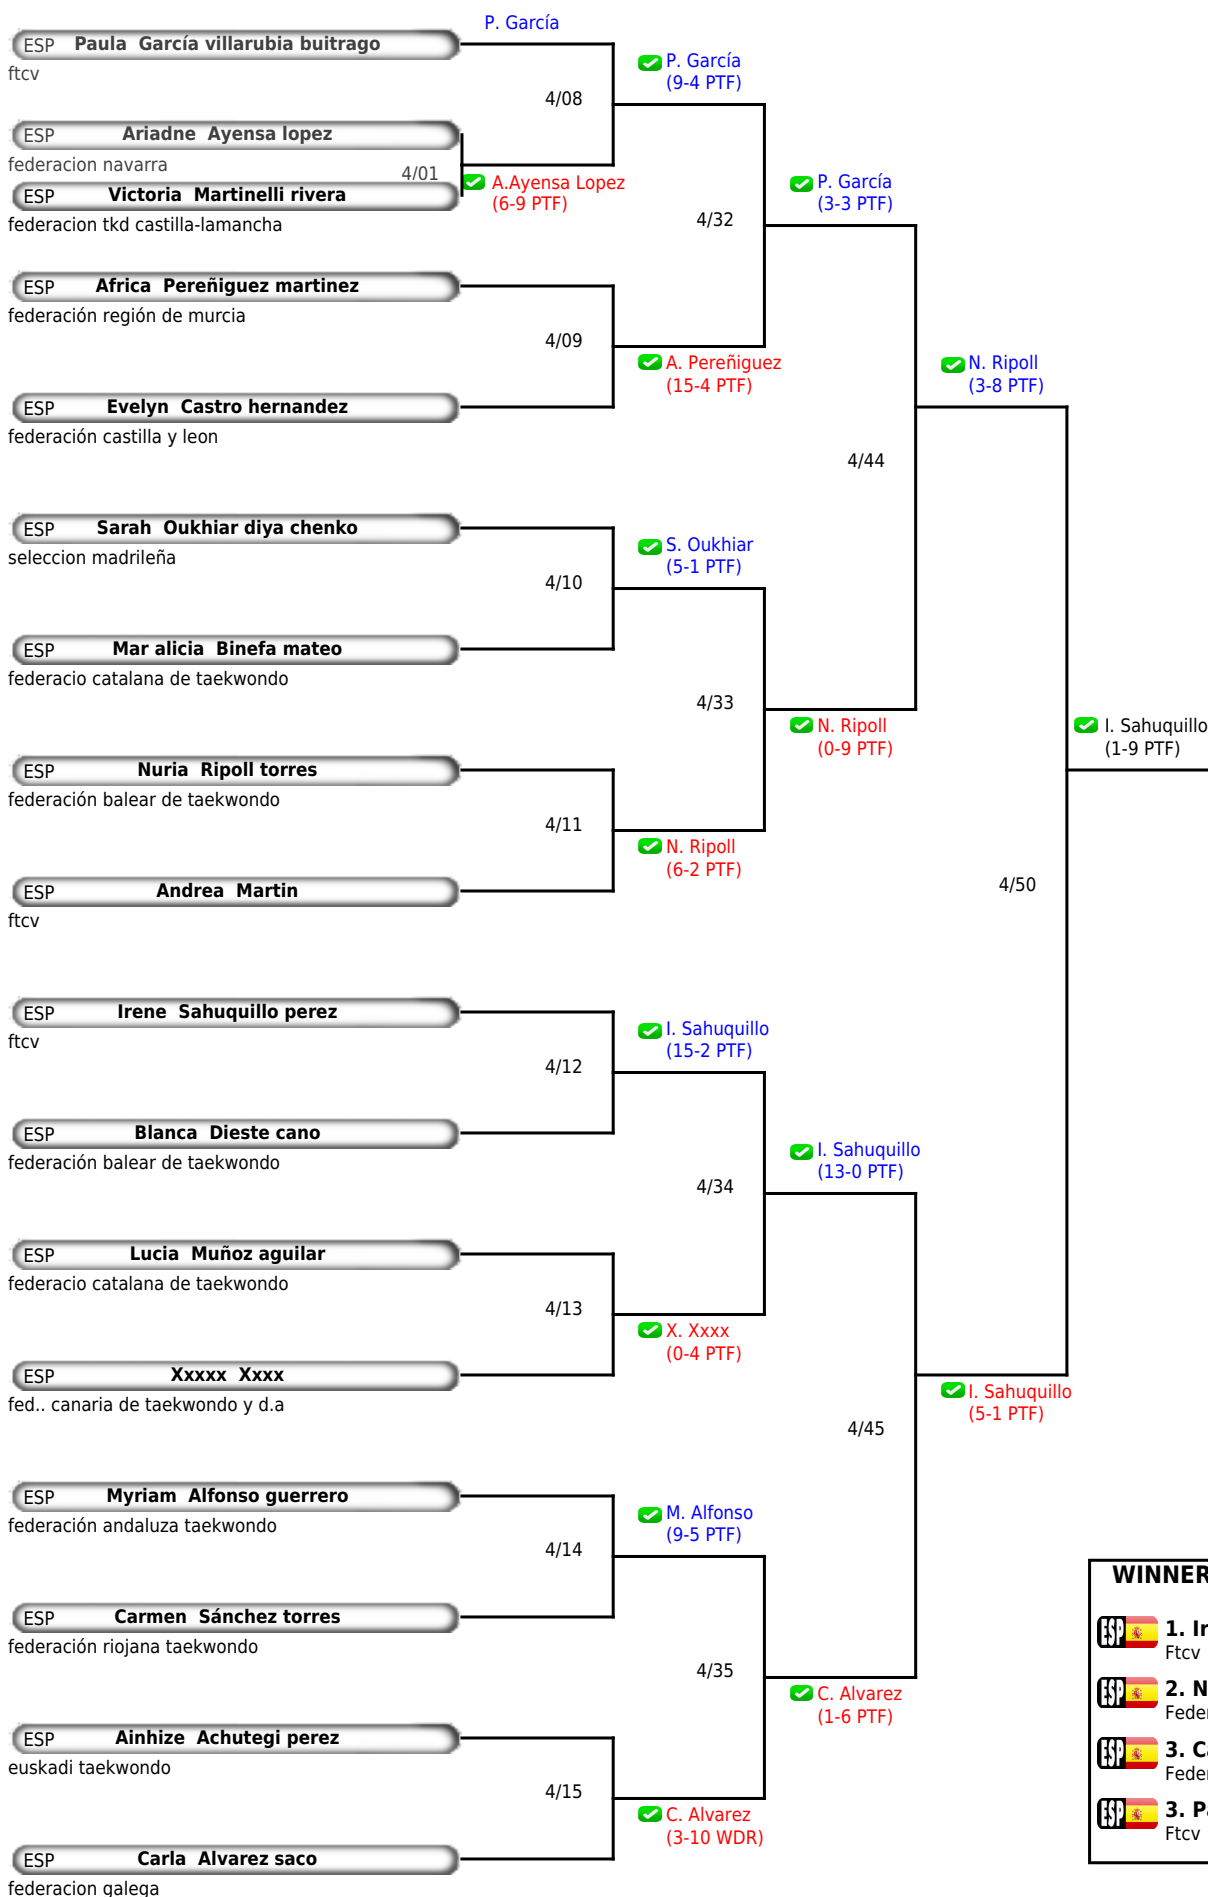 P. García
ESP Paula García villarubia buitrago
ftcv
P. García
(9-4 PTF)
4/08
ESP Ariadne Ayensa lopez
federacion navarra
4/01
A.Ayensa Lopez
(6-9 PTF)
ESP Victoria Martinelli rivera
federacion tkd castilla-lamancha
P. García
(3-3 PTF)
4/32
ESP Africa Pereñiguez martinez
federación región de murcia
4/09
A. Pereñiguez
(15-4 PTF)
N. Ripoll
(3-8 PTF)
ESP Evelyn Castro hernandez
federación castilla y leon
4/44
ESP Sarah Oukhiar diya chenko
seleccion madrileña
S. Oukhiar
(5-1 PTF)
4/10
ESP Mar alicia Binefa mateo
federacio catalana de taekwondo
4/33
N. Ripoll
(0-9 PTF)
I. Sahuquillo
(1-9 PTF)
ESP Nuria Ripoll torres
federación balear de taekwondo
4/11
N. Ripoll
(6-2 PTF)
ESP Andrea Martin
ftcv
4/50
ESP Irene Sahuquillo perez
ftcv
I. Sahuquillo
(15-2 PTF)
4/12
ESP Blanca Dieste cano
federación balear de taekwondo
I. Sahuquillo
(13-0 PTF)
4/34
ESP Lucia Muñoz aguilar
federacio catalana de taekwondo
4/13
X. Xxxx
(0-4 PTF)
ESP Xxxxx Xxxx
fed.. canaria de taekwondo y d.a
I. Sahuquillo
(5-1 PTF)
4/45
ESP Myriam Alfonso guerrero
federación andaluza taekwondo
M. Alfonso
(9-5 PTF)
4/14
ESP Carmen Sánchez torres
federación riojana taekwondo
4/35
C. Alvarez
(1-6 PTF)
ESP Ainhize Achutegi perez
euskadi taekwondo
4/15
C. Alvarez
(3-10 WDR)
ESP Carla Alvarez saco
federacion galega
WINNER
ESP 1. Ir
Ftcv
ESP 2. N
Feder
ESP 3. Ca
Feder
ESP 3. Pa
Ftcv